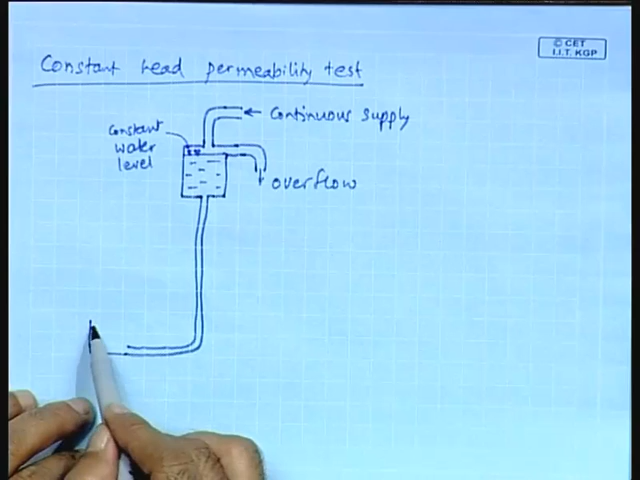 © CET
I.I.T. KGP
Constant head permeability test
Continuous supply
Constant
water
level
overflow